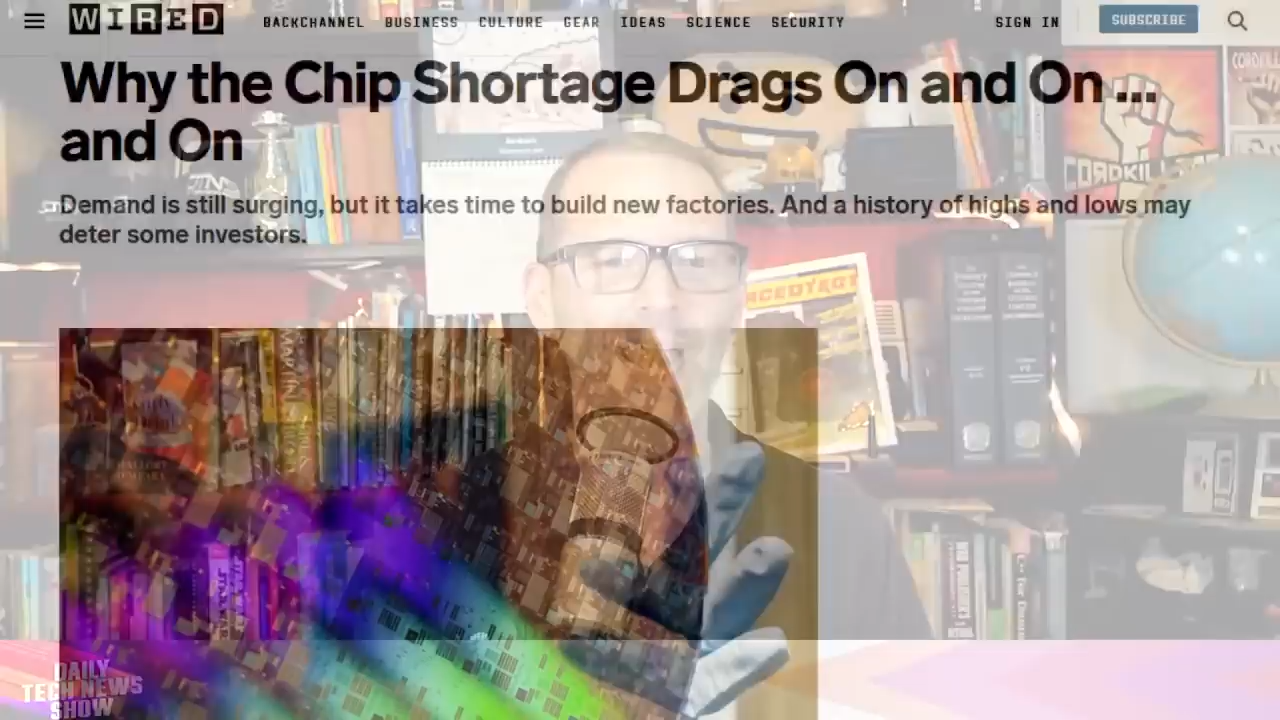 WIRED
BACKCHANNEL BUSINESS CULTURE GEAR IDEAS SCIENCE SECURITY SIGN IN SUBSCRIBE
Why the Chip Shortage Drags On and On ...
and On
Demand is still surging, but it takes time to build new factories. And a history of highs and lows may
deter some investors.
DAILY
TECH NEWS
SHOW